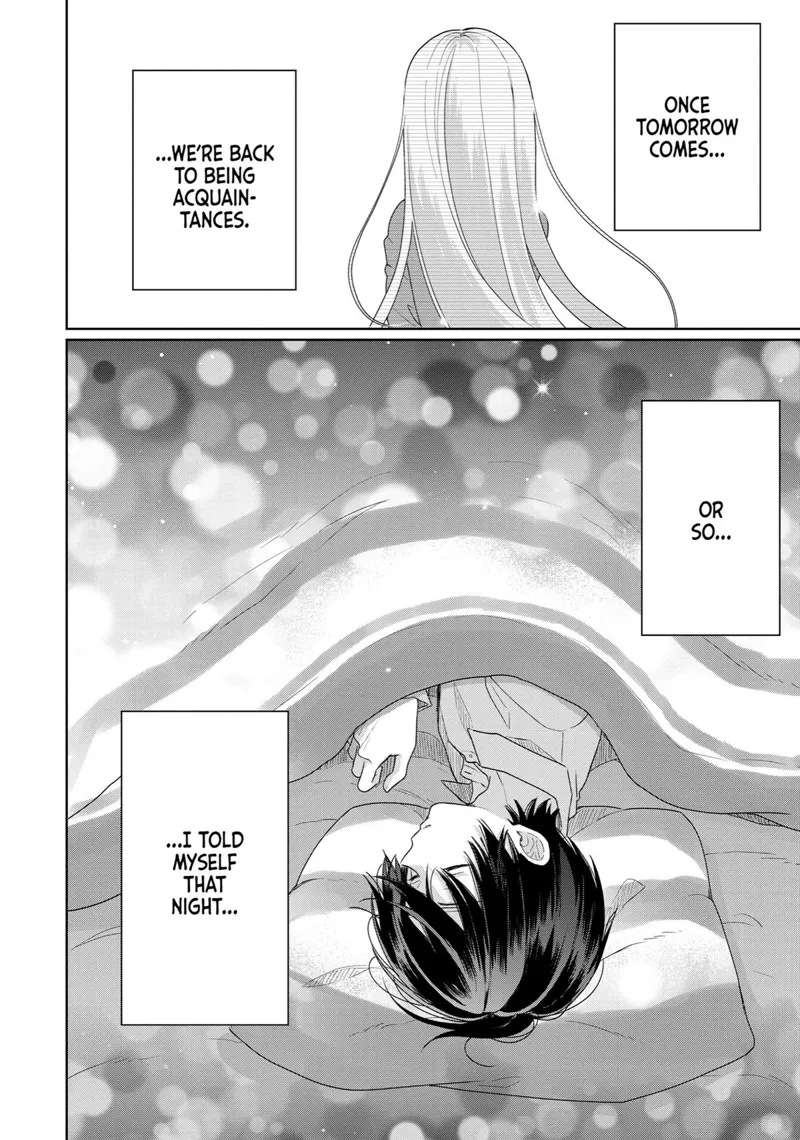 ONCE
TOMORROW
COMES...
...WE'RE BACK
TO BEING
ACQUAIN-
TANCES.
OR
SO...
...I TOLD
MYSELF
THAT
NIGHT...